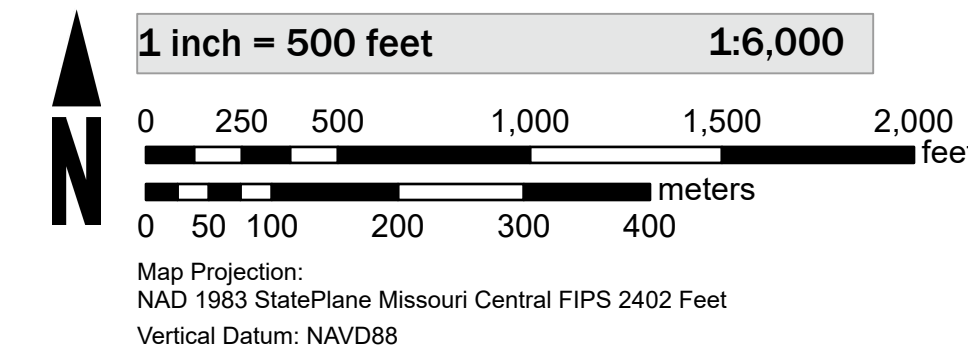 1 inch = 500 feet 1:6,000
0 250 500 1,000 1,500 2,000
feet
meters
0 50 100 200 300 400
N
Map Projection:
NAD 1983 StatePlane Missouri Central FIPS 2402 Feet
Vertical Datum: NAVD88